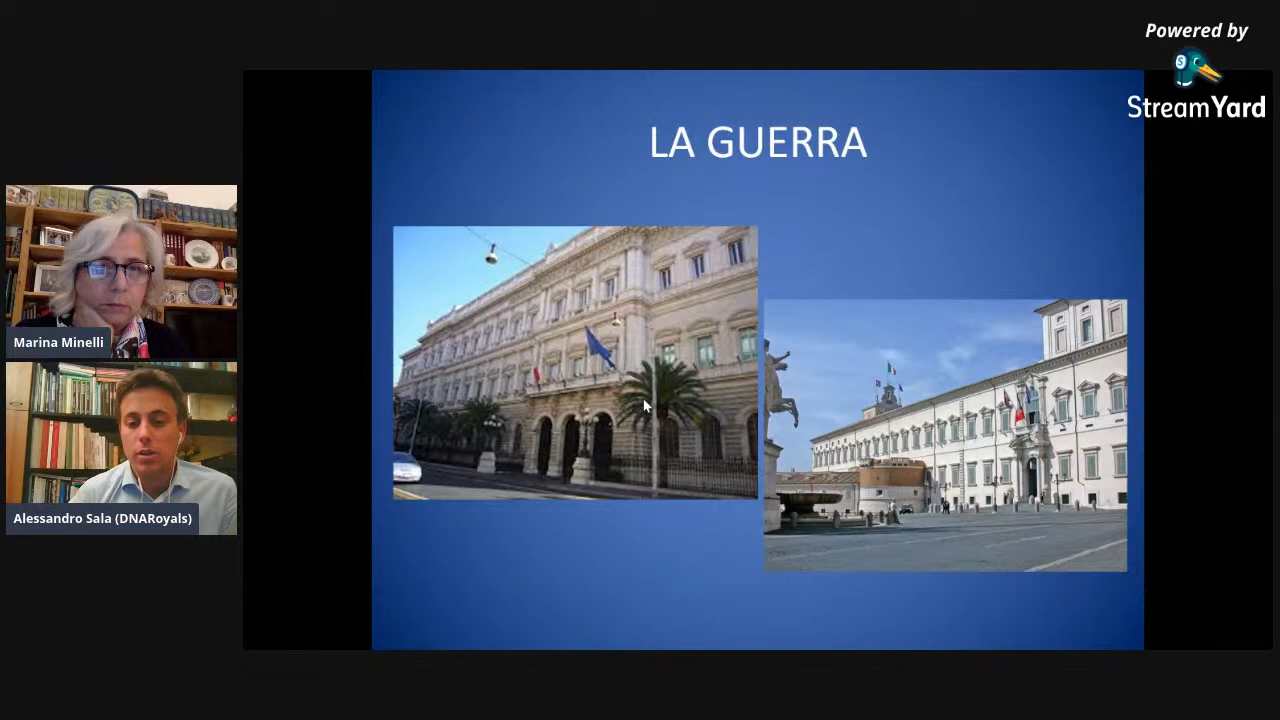 Powered by
StreamYard
LA GUERRA
Marina Minelli
Alessandro Sala (DNARoyals)